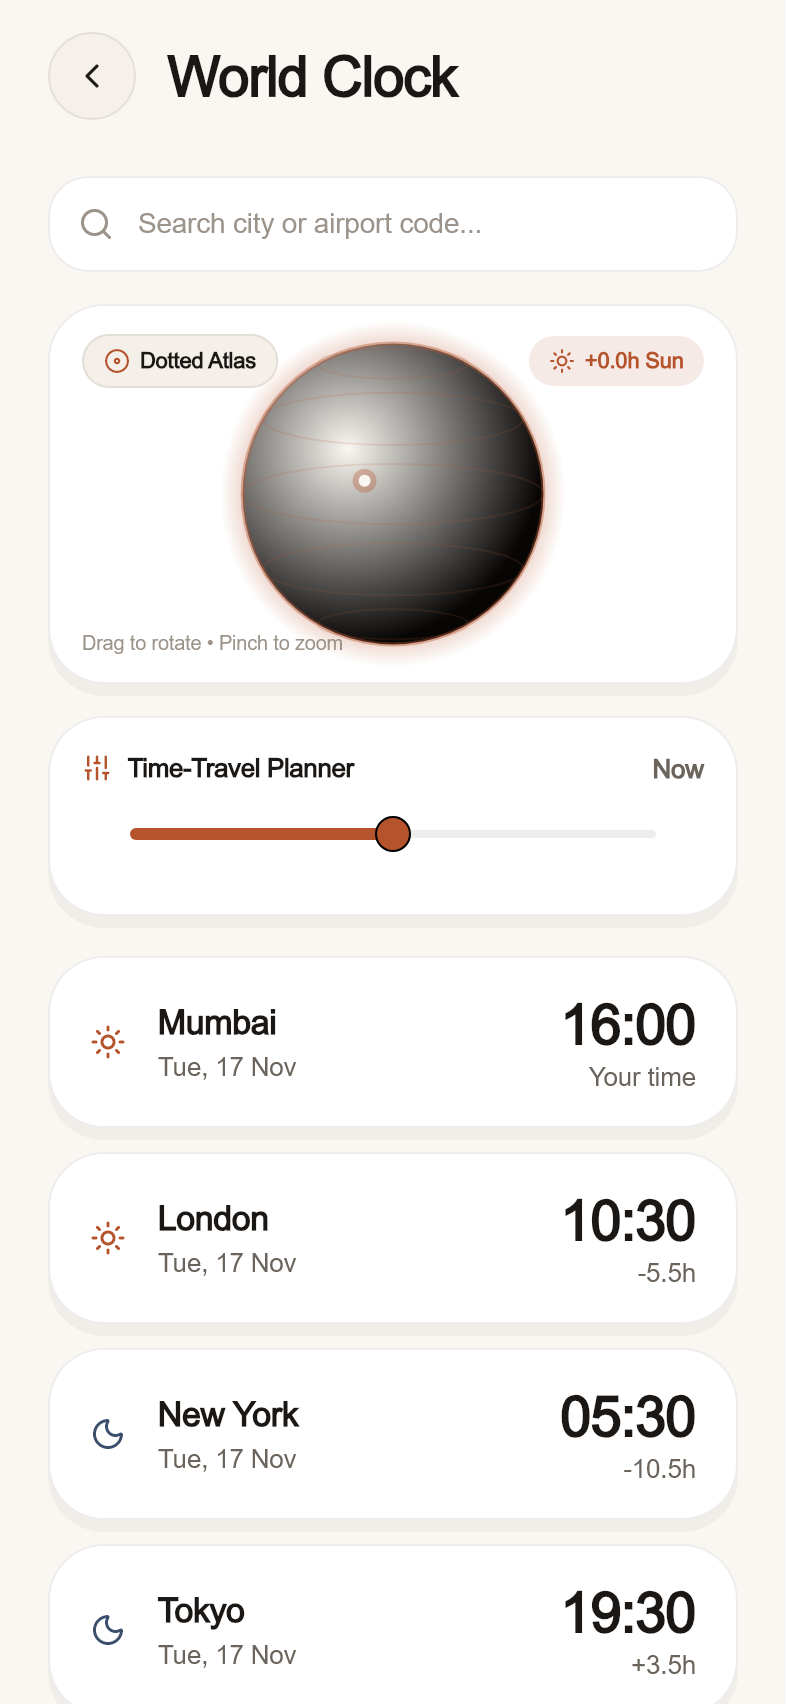 World Clock
Search city or airport code...
Dotted Atlas
+0.0h Sun
Drag to rotate • Pinch to zoom
Time-Travel Planner
Now
Mumbai
16:00
Tue, 17 Nov
Your time
London
10:30
Tue, 17 Nov
-5.5h
New York
05:30
Tue, 17 Nov
-10.5h
Tokyo
19:30
Tue, 17 Nov
+3.5h